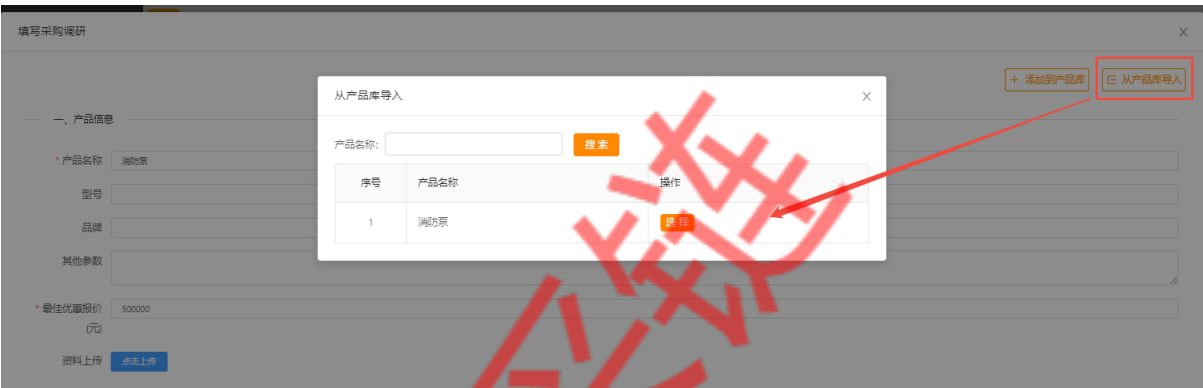 填写采购调研
+ 添加到产品库 从产品库导入
从产品库导入
一、产品信息
产品名称: 搜索
* 产品名称 消防泵
序号 产品名称 操作
型号
1 消防泵 选择
品牌
其他参数
* 最佳优惠报价(元) 500000
资料上传 点击上传